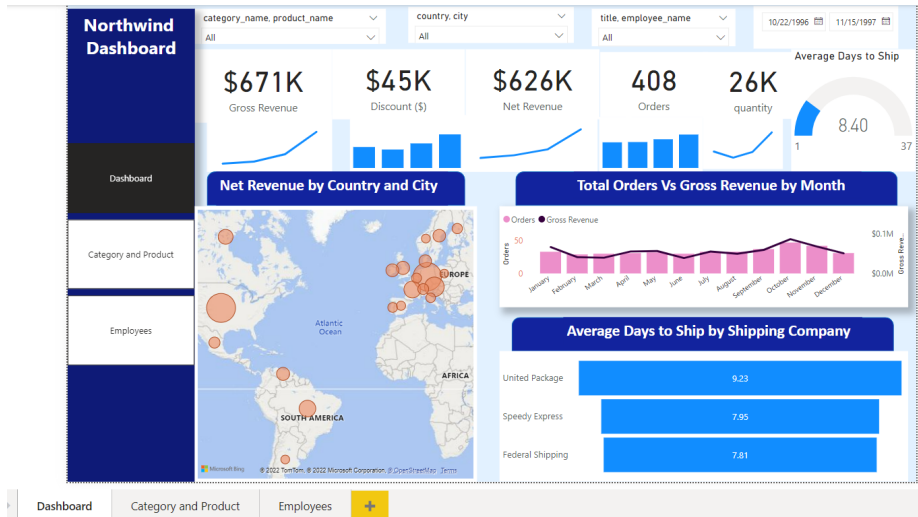 Northwind
Dashboard
category_name, product_name
All
country, city
All
title, employee_name
All
10/22/1996
11/15/1997
$671K
Gross Revenue
$45K
Discount ($)
$626K
Net Revenue
408
Orders
26K
quantity
Average Days to Ship
8.40
1
37
Dashboard
Category and Product
Employees
Net Revenue by Country and City
Atlantic
Ocean
EUROPE
AFRICA
SOUTH AMERICA
Microsoft Bing
© 2022 TomTom, © 2022 Microsoft Corporation, © OpenStreetMap Terms
Total Orders Vs Gross Revenue by Month
Orders Gross Revenue
Orders
50
0
$0.1M
$0.0M
Gross Reve...
January
February
March
April
May
June
July
August
September
October
November
December
Average Days to Ship by Shipping Company
United Package
9.23
Speedy Express
7.95
Federal Shipping
7.81
Dashboard
Category and Product
Employees
+